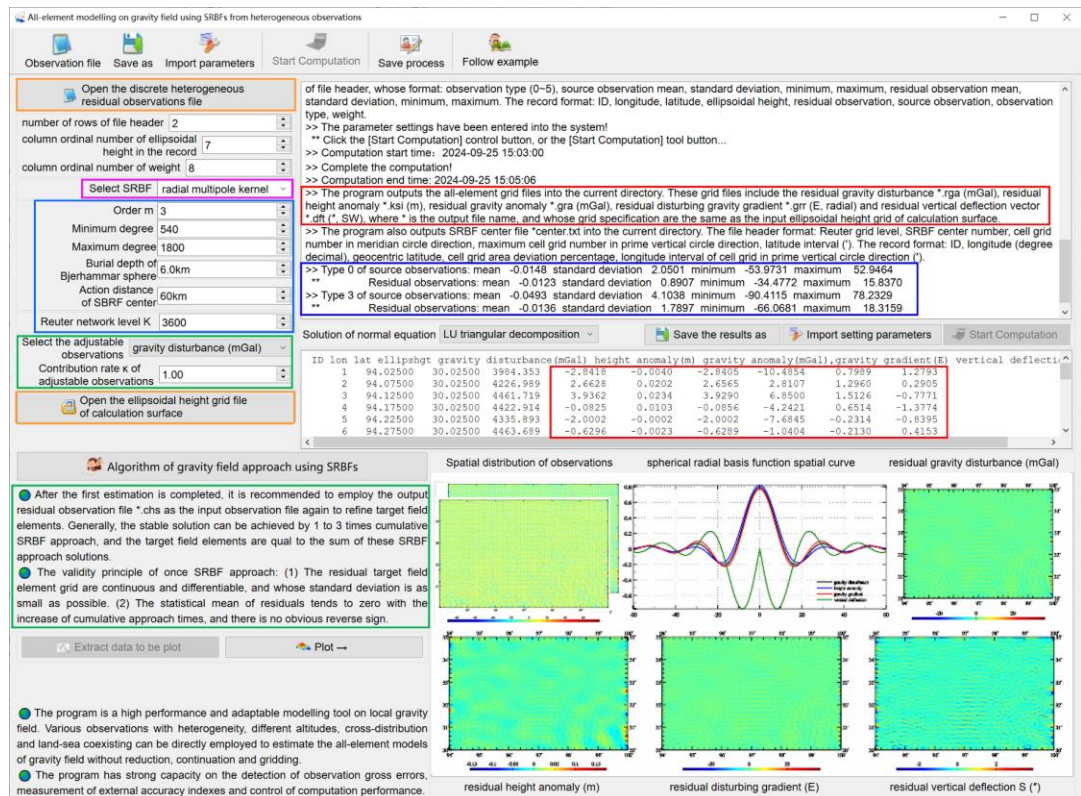 All-element modelling on gravity field using SRBFs from heterogeneous observations
Observation file
Save as
Import parameters
Start Computation
Save process
Follow example
Open the discrete heterogeneous
residual observations file
number of rows of file header 2
column ordinal number of ellipsoidal
height in the record 7
column ordinal number of weight 8
Select SRBF radial multipole kernel
Order m 3
Minimum degree 540
Maximum degree 1800
Burial depth of
Bjerhammar sphere 6.0km
Action distance
of SBRF center 60km
Reuter network level K 3600
Select the adjustable
observations gravity disturbance (mGal)
Contribution rate κ of
adjustable observations 1.00
Open the ellipsoidal height grid file
of calculation surface
of file header, whose format: observation type (0~5), source observation mean, standard deviation, minimum, maximum, residual observation mean,
standard deviation, minimum, maximum. The record format: ID, longitude, latitude, ellipsoidal height, residual observation, source observation, observation
type, weight.
>> The parameter settings have been entered into the system!
** Click the [Start Computation] control button, or the [Start Computation] tool button...
>> Computation start time: 2024-09-25 15:03:00
>> Complete the computation!
>> Computation end time: 2024-09-25 15:05:06
>> The program outputs the all-element grid files into the current directory. These grid files include the residual gravity disturbance *.rga (mGal), residual
height anomaly *.ksi (m), residual gravity anomaly *.gra (mGal), residual disturbing gravity gradient *.grr (E, radial) and residual vertical deflection vector
*.dft (", SW), where * is the output file name, and whose grid specification are the same as the input ellipsoidal height grid of calculation surface.
>> The program also outputs SRBF center file *center.txt into the current directory. The file header format: Reuter grid level, SRBF center number, cell grid
number in meridian circle direction, maximum cell grid number in prime vertical circle direction, latitude interval ('). The record format: ID, longitude (degree
decimal), geocentric latitude, cell grid area deviation percentage, longitude interval of cell grid in prime vertical circle direction (').
>> Type 0 of source observations: mean -0.0148 standard deviation 2.0501 minimum -53.9731 maximum 52.9464
** Residual observations: mean -0.0123 standard deviation 0.8907 minimum -34.4772 maximum 15.8370
>> Type 3 of source observations: mean -0.0493 standard deviation 4.1038 minimum -90.4115 maximum 78.2329
** Residual observations: mean -0.0136 standard deviation 1.7897 minimum -66.0681 maximum 18.3159
Solution of normal equation LU triangular decomposition
Save the results as
Import setting parameters
Start Computation
ID lon lat ellipshgt gravity disturbance(mGal) height anomaly(m) gravity anomaly(mGal),gravity gradient(E) vertical deflecti
1 94.02500 30.02500 3984.353 -2.8418 -0.0040 -2.8405 -10.4854 0.7989 1.2793
2 94.07500 30.02500 4226.989 2.6628 0.0202 2.6565 2.8107 1.2960 0.2905
3 94.12500 30.02500 4461.719 3.9362 0.0234 3.9290 6.8500 1.5126 -0.7771
4 94.17500 30.02500 4422.914 -0.0825 0.0103 -0.0856 -4.2421 0.6514 -1.3774
5 94.22500 30.02500 4335.893 -2.0002 -0.0002 -2.0002 -7.6845 -0.2314 -0.8395
6 94.27500 30.02500 4463.689 -0.6296 -0.0023 -0.6289 -1.0404 -0.2130 0.4153
Algorithm of gravity field approach using SRBFs
After the first estimation is completed, it is recommended to employ the output
residual observation file *.chs as the input observation file again to refine target field
elements. Generally, the stable solution can be achieved by 1 to 3 times cumulative
SRBF approach, and the target field elements are qual to the sum of these SRBF
approach solutions.
The validity principle of once SRBF approach: (1) The residual target field
element grid are continuous and differentiable, and whose standard deviation is as
small as possible. (2) The statistical mean of residuals tends to zero with the
increase of cumulative approach times, and there is no obvious reverse sign.
Extract data to be plot
Plot →
The program is a high performance and adaptable modelling tool on local gravity
field. Various observations with heterogeneity, different altitudes, cross-distribution
and land-sea coexisting can be directly employed to estimate the all-element models
of gravity field without reduction, continuation and gridding.
The program has strong capacity on the detection of observation gross errors,
measurement of external accuracy indexes and control of computation performance.
Spatial distribution of observations
spherical radial basis function spatial curve
residual gravity disturbance (mGal)
gravity disturbance
height anomaly
gravity gradient
vertical deflection
residual height anomaly (m)
residual disturbing gradient (E)
residual vertical deflection S (")